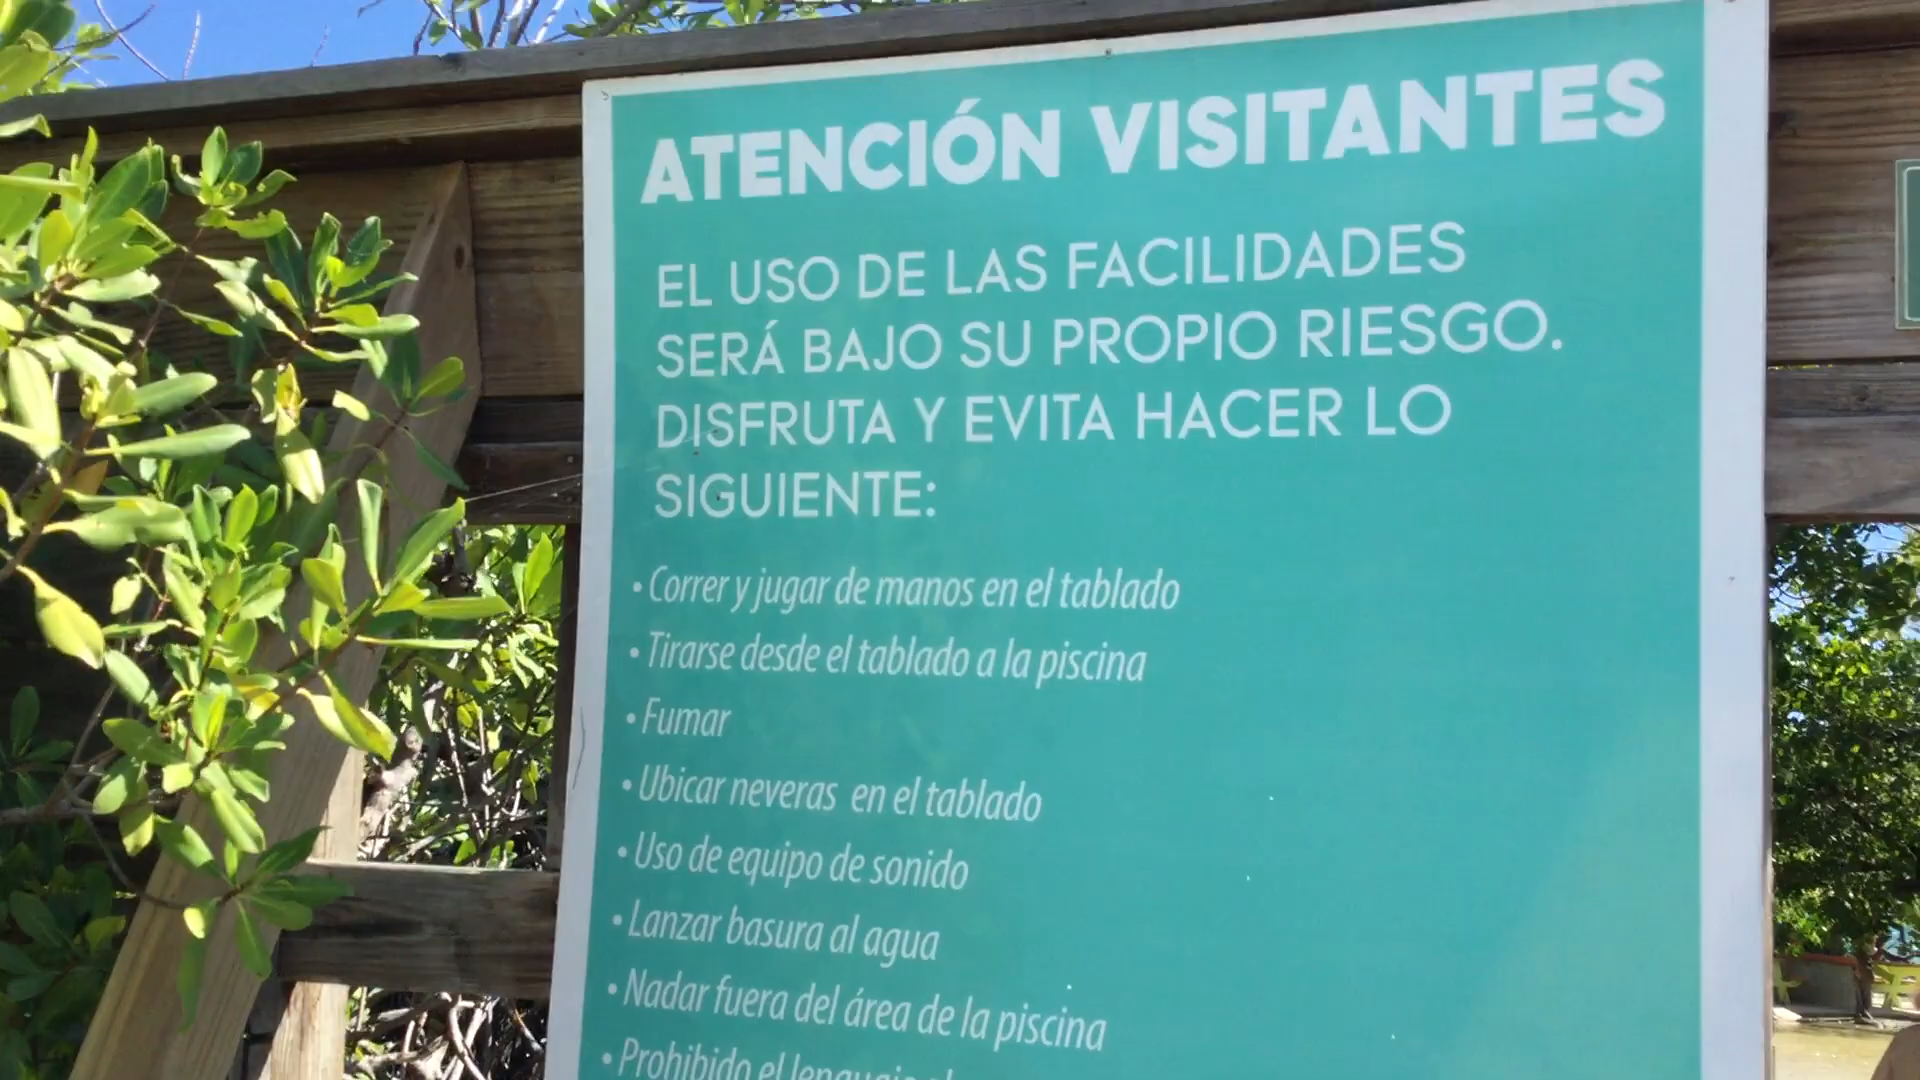 ATENCIÓN VISITANTES
EL USO DE LAS FACILIDADES
SERÁ BAJO SU PROPIO RIESGO.
DISFRUTA Y EVITA HACER LO
SIGUIENTE:
• Correr y jugar de manos en el tablado
• Tirarse desde el tablado a la piscina
• Fumar
• Ubicar neveras en el tablado
• Uso de equipo de sonido
• Lanzar basura al agua
• Nadar fuera del área de la piscina
• Prohibido el lenguaje